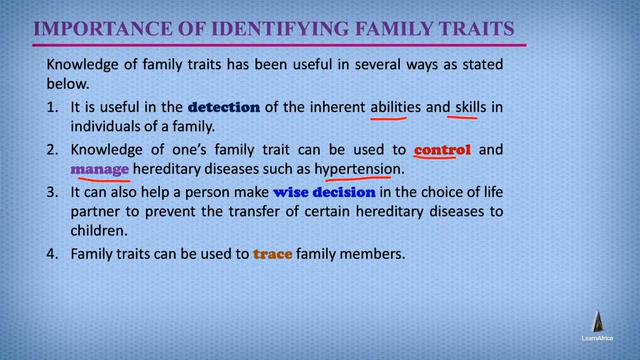 IMPORTANCE OF IDENTIFYING FAMILY TRAITS
Knowledge of family traits has been useful in several ways as stated
below.
1. It is useful in the detection of the inherent abilities and skills in
individuals of a family.
2. Knowledge of one's family trait can be used to control and
manage hereditary diseases such as hypertension.
3. It can also help a person make wise decision in the choice of life
partner to prevent the transfer of certain hereditary diseases to
children.
4. Family traits can be used to trace family members.
LearnAfrica